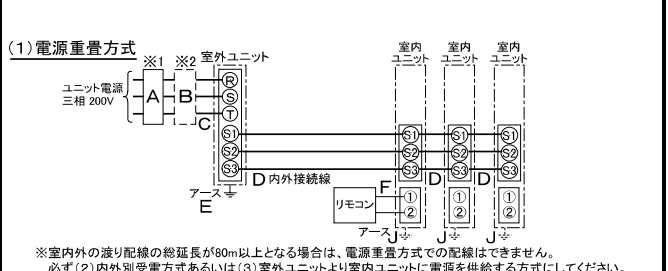 (1)電源重畳方式
※1 ※2 室外ユニット
室内
ユニット
室内
ユニット
室内
ユニット
ユニット電源
三相 200V
A
B
C
R
S
T
S1
S2
S3
S1
S2
S3
S1
S2
S3
S1
S2
S3
D 内外接続線
D
D
アース
E
F
リモコン
①
②
①
②
①
②
アース J
J
J
※室内外の渡り配線の総延長が80m以上となる場合は、電源重畳方式での配線はできません。
必ず(2)内外別受電方式あるいは(3)室外ユニットより室内ユニットに電源を供給する方式にしてください。